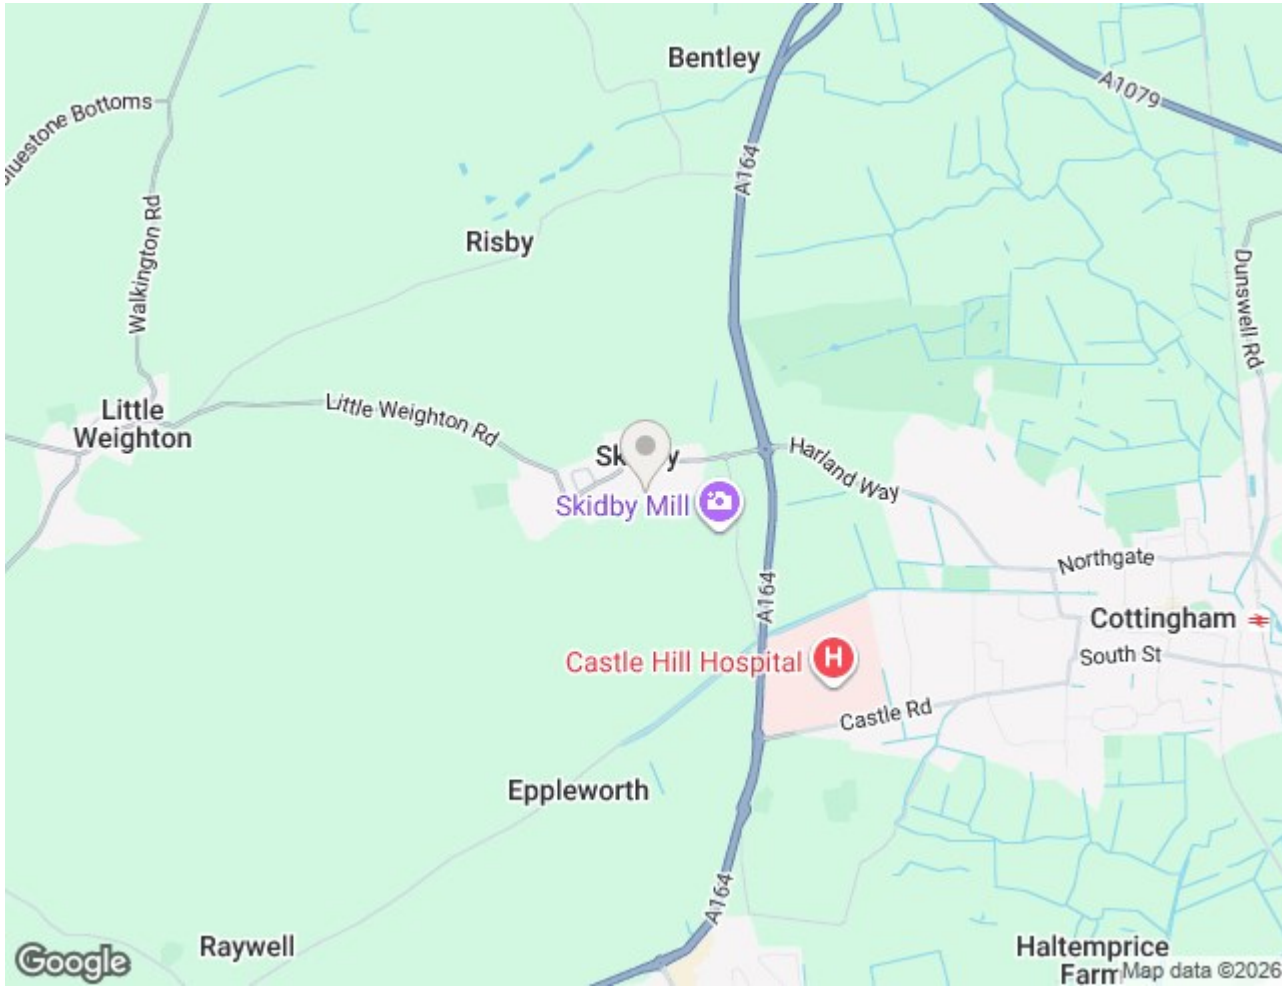 Bentley
A1079
Bluestone Bottoms
A164
Walkington Rd
Risby
Dunswell Rd
Little
Weighton
Little Weighton Rd
Harland Way
Skidby Mill
Northgate
A164
Cottingham
South St
Castle Hill Hospital
H
Castle Rd
Eppleworth
A164
Raywell
Haltemprice
Farm
Google
Map data ©2026